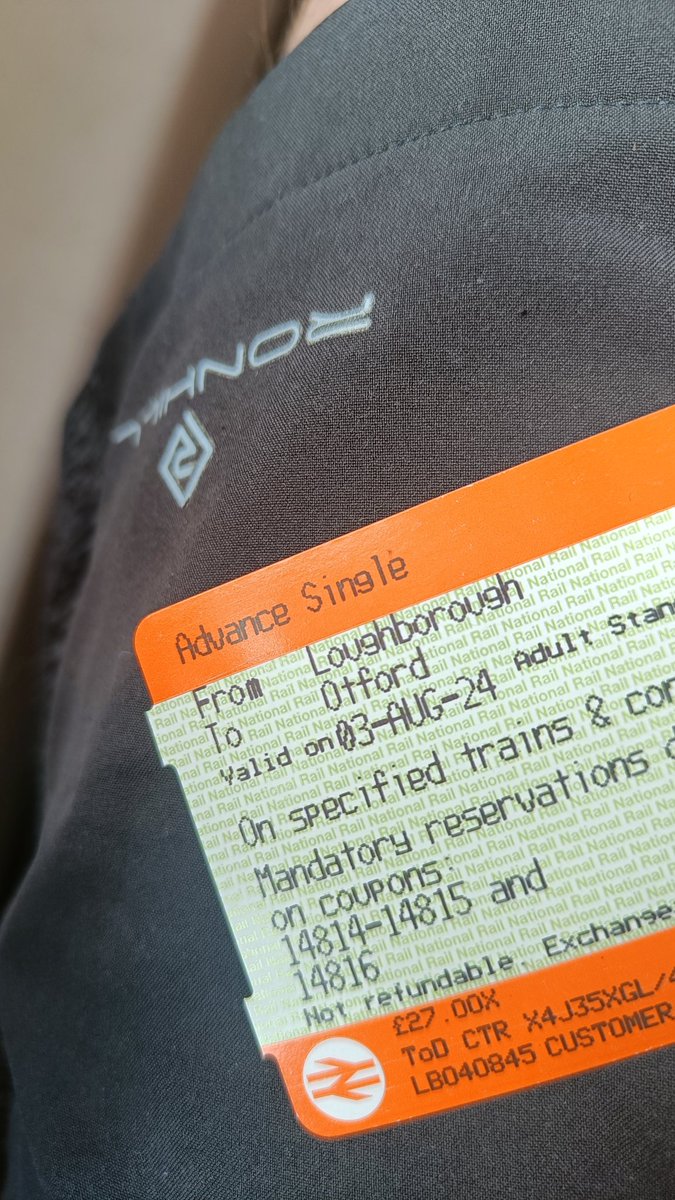 RONHILL
Advance Single
From Loughborough
To Otford
Valid on 03-AUG-24 Adult Stan
On specified trains & con
Mandatory reservations d
on coupons:
14814-14815 and
14816
Not refundable. Exchange
£27.00X
ToD CTR X4J35XGL/4
LB040845 CUSTOMER